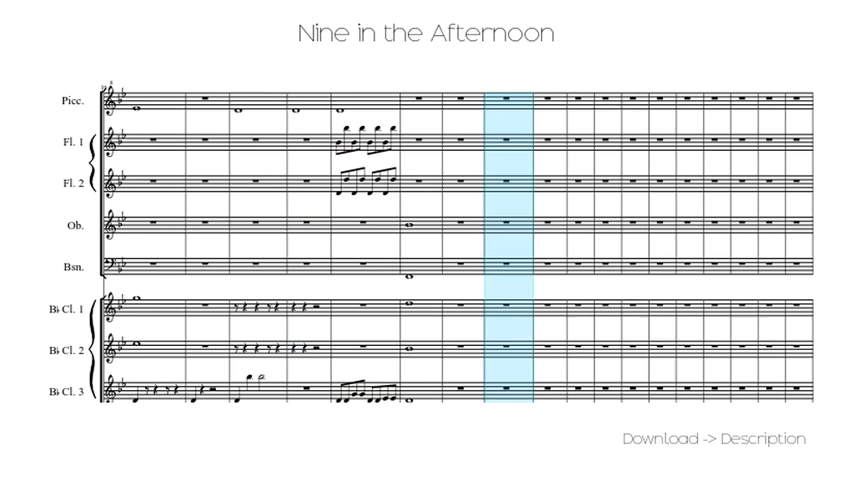 Nine in the Afternoon
Picc.
Fl. 1
Fl. 2
Ob.
Bsn.
B♭ Cl. 1
B♭ Cl. 2
B♭ Cl. 3
Download -> Description